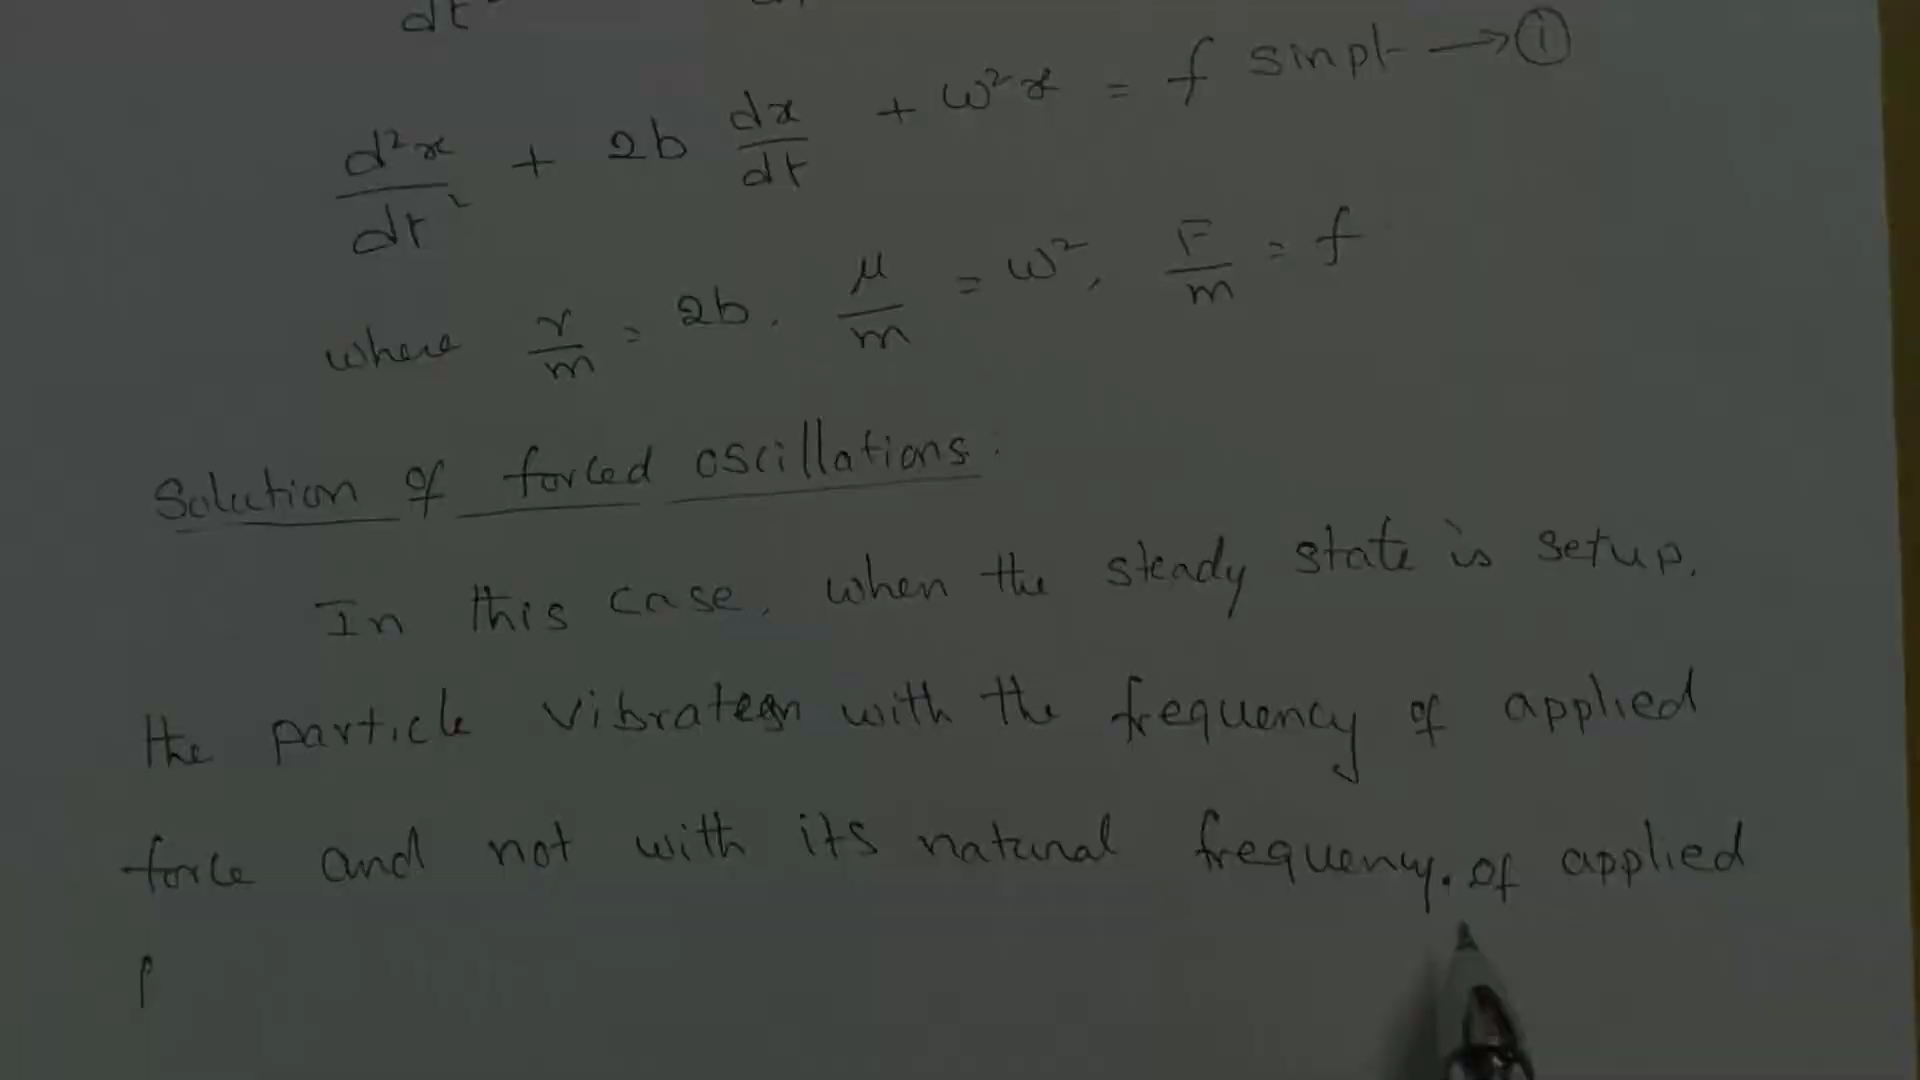 dt
d²x/dt² + 2b dx/dt + ω²x = f sinpt → ①
where r/m = 2b, μ/m = ω², F/m = f
Solution of forced oscillations:
In this case, when the steady state is setup,
the particle vibrates with the frequency of applied
force and not with its natural frequency. of applied